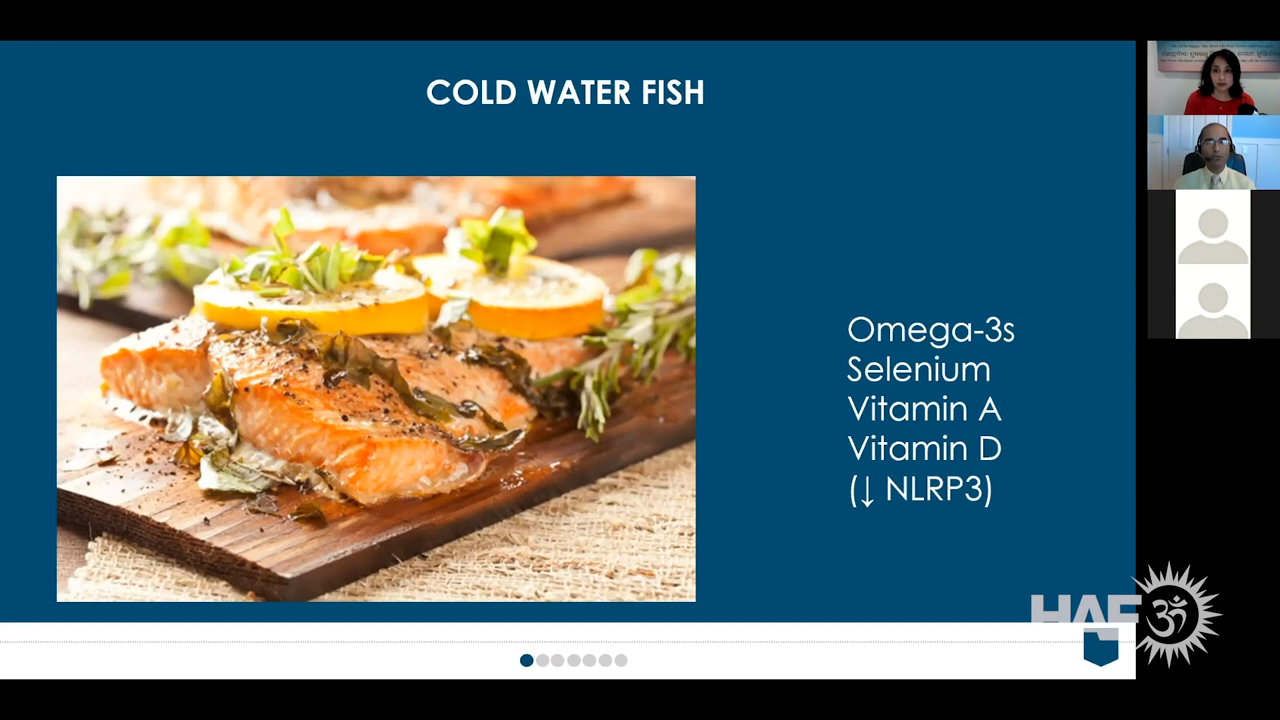 COLD WATER FISH
Omega-3s
Selenium
Vitamin A
Vitamin D
(↓ NLRP3)
HAF
ॐ